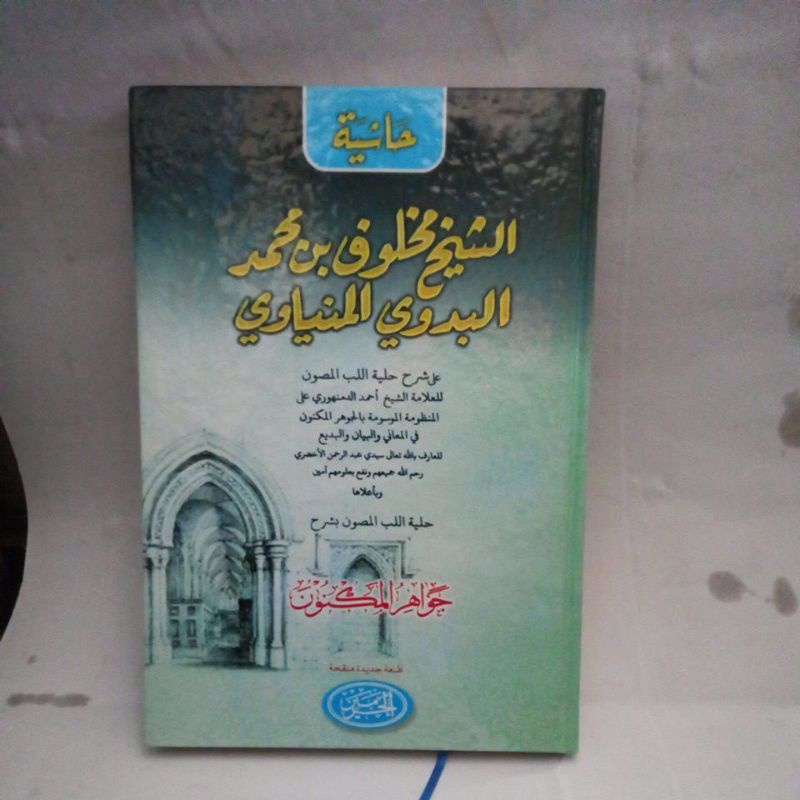 حاشية
الشيخ مخلوف بن محمد
البدوي المنياوي
على شرح حلية اللب المصون
للعلامة الشيخ أحمد الدمنهوري على
المنظومة الموسومة بالجوهر المكنون
في المعاني والبيان والبديع
للعارف بالله تعالى سيدي عبد الرحمن الأخضري
رحم الله جميعهم ونفع بعلومهم آمين
وبأعلاها
حلية اللب المصون بشرح
جواهر المكنون
طبعة جديدة منقحة
الحرمين